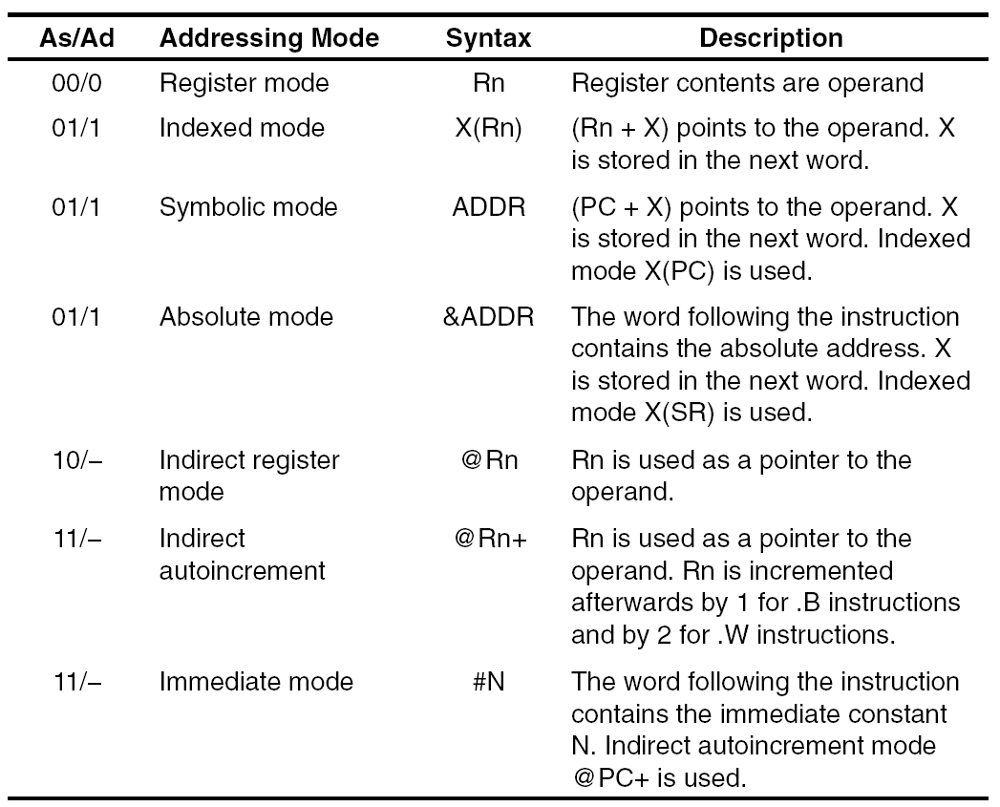 As/Ad Addressing Mode Syntax Description
00/0 Register mode Rn Register contents are operand
01/1 Indexed mode X(Rn) (Rn + X) points to the operand. X
is stored in the next word.
01/1 Symbolic mode ADDR (PC + X) points to the operand. X
is stored in the next word. Indexed
mode X(PC) is used.
01/1 Absolute mode &ADDR The word following the instruction
contains the absolute address. X
is stored in the next word. Indexed
mode X(SR) is used.
10/– Indirect register @Rn Rn is used as a pointer to the
mode operand.
11/– Indirect @Rn+ Rn is used as a pointer to the
autoincrement operand. Rn is incremented
afterwards by 1 for .B instructions
and by 2 for .W instructions.
11/– Immediate mode #N The word following the instruction
contains the immediate constant
N. Indirect autoincrement mode
@PC+ is used.